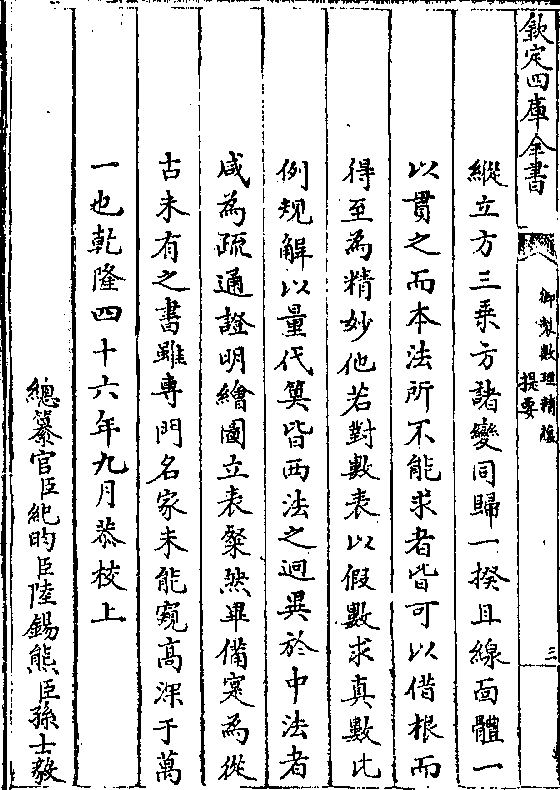 欽定四庫全書
御製數理精蘊
提要
三
縱立方三乗方諸變同歸一揆且線面體一
以貫之而本法所不能求者皆可以借根而
得至為精妙他若對數表以假數求真數比
例規解以量代算皆西法之迥異於中法者
咸為疏通證明繪圖立表粲然畢備寔為從
古未有之書雖専門名家未能窺高深于萬
一也乾隆四十六年九月恭校上
總纂官臣紀昀臣陸錫熊臣孫士毅